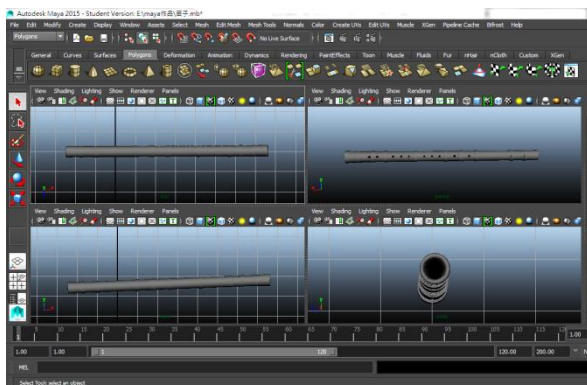 Autodesk Maya 2015 - Student Version: E:\maya作品\笛子.mb*
File Edit Modify Create Display Window Assets Select Mesh Edit Mesh Mesh Tools Normals Color Create UVs Edit UVs Muscle XGen Pipeline Cache Bifrost Help
Polygons
No Live Surface
General Curves Surfaces Polygons Deformation Animation Dynamics Rendering PaintEffects Toon Muscle Fluids Fur nHair nCloth Custom XGen
View Shading Lighting Show Renderer Panels
View Shading Lighting Show Renderer Panels
View Shading Lighting Show Renderer Panels
View Shading Lighting Show Renderer Panels
5 10 15 20 25 30 35 40 45 50 55 60 65 70 75 80 85 90 95 100 105 110 115
1.00
1.00 1.00 1 120 120.00 200.00
MEL
Select Tool: select an object